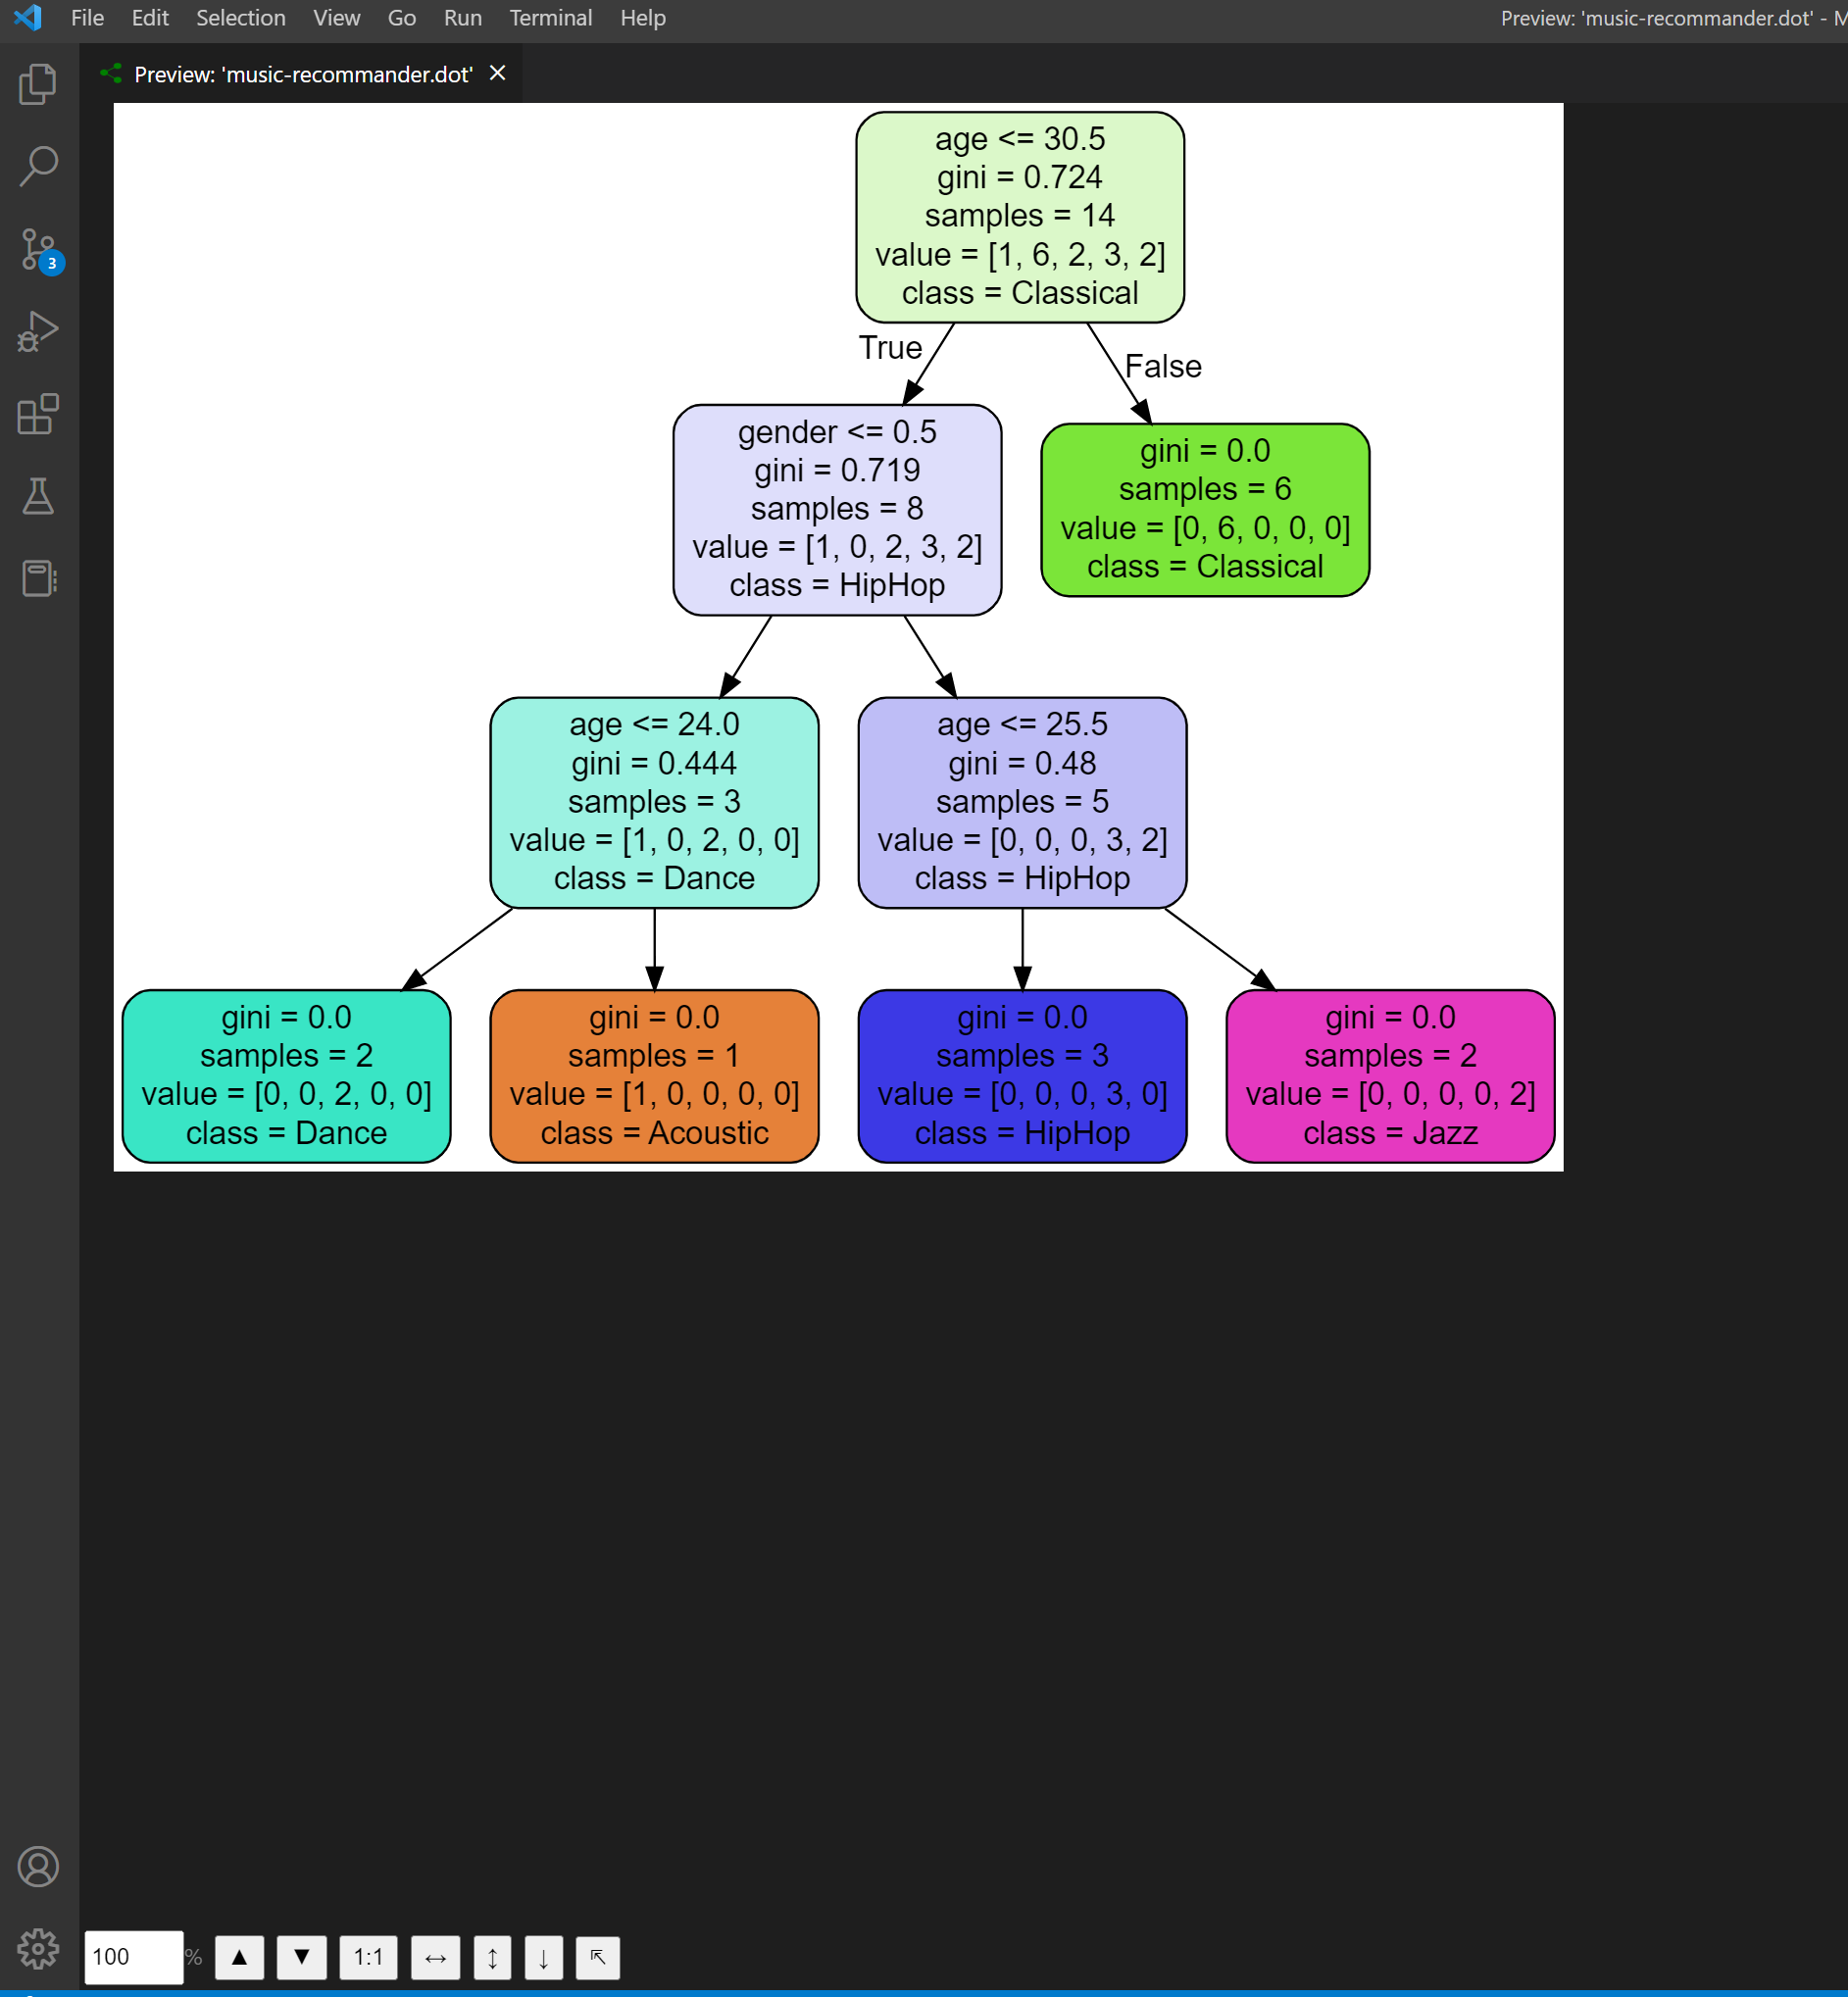 File Edit Selection View Go Run Terminal Help
Preview: 'music-recommander.dot' - M
Preview: 'music-recommander.dot'
3
age <= 30.5
gini = 0.724
samples = 14
value = [1, 6, 2, 3, 2]
class = Classical
True
False
gender <= 0.5
gini = 0.719
samples = 8
value = [1, 0, 2, 3, 2]
class = HipHop
gini = 0.0
samples = 6
value = [0, 6, 0, 0, 0]
class = Classical
age <= 24.0
gini = 0.444
samples = 3
value = [1, 0, 2, 0, 0]
class = Dance
age <= 25.5
gini = 0.48
samples = 5
value = [0, 0, 0, 3, 2]
class = HipHop
gini = 0.0
samples = 2
value = [0, 0, 2, 0, 0]
class = Dance
gini = 0.0
samples = 1
value = [1, 0, 0, 0, 0]
class = Acoustic
gini = 0.0
samples = 3
value = [0, 0, 0, 3, 0]
class = HipHop
gini = 0.0
samples = 2
value = [0, 0, 0, 0, 2]
class = Jazz
100 % 1:1